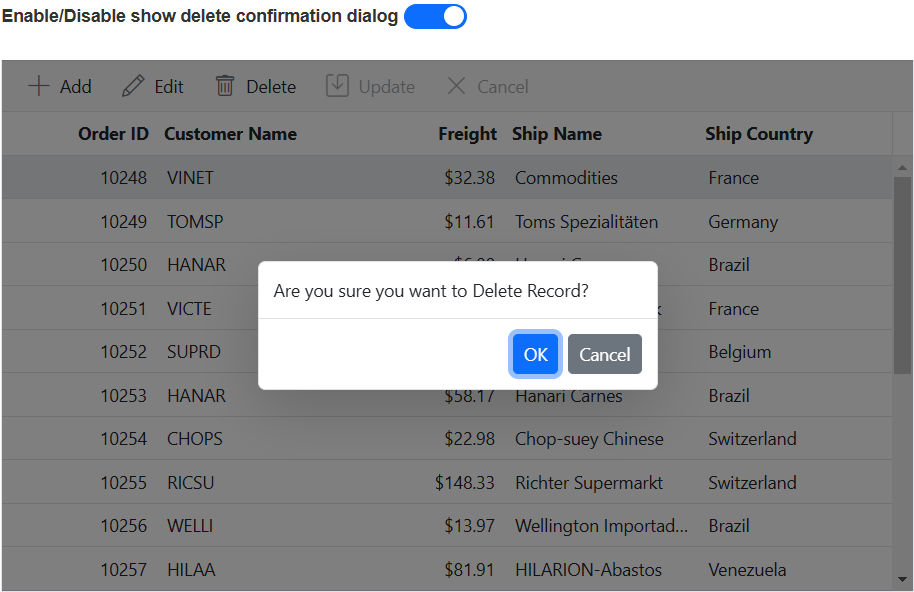 Enable/Disable show delete confirmation dialog
Add Edit Delete Update Cancel
Order ID Customer Name Freight Ship Name Ship Country
10248 VINET $32.38 Commodities France
10249 TOMSP $11.61 Toms Spezialitäten Germany
10250 HANAR Brazil
Are you sure you want to Delete Record?
10251 VICTE France
10252 SUPRD Belgium
OK Cancel
10253 HANAR $58.17 Hanari Carnes Brazil
10254 CHOPS $22.98 Chop-suey Chinese Switzerland
10255 RICSU $148.33 Richter Supermarkt Switzerland
10256 WELLI $13.97 Wellington Importad... Brazil
10257 HILAA $81.91 HILARION-Abastos Venezuela